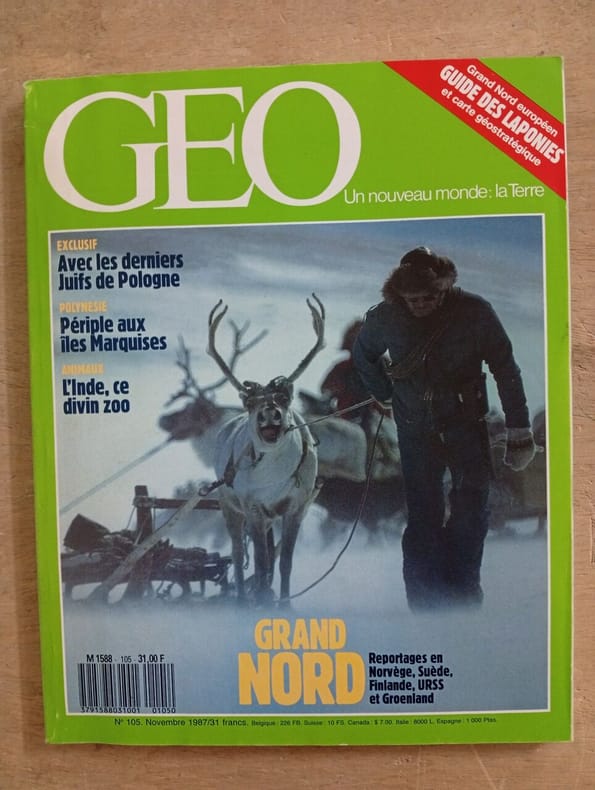 GEO
Un nouveau monde: la Terre
Grand Nord européen
GUIDE DES LAPONIES
et carte géostratégique
EXCLUSIF
Avec les derniers
Juifs de Pologne
POLYNESIE
Périple aux
îles Marquises
ANIMAUX
L'Inde, ce
divin zoo
GRAND
NORD
Reportages en
Norvège, Suède,
Finlande, URSS
et Groenland
M 1588 - 105 - 31,00 F
3791588031001 01050
N° 105. Novembre 1987/31 francs. Belgique : 226 FB. Suisse : 10 FS. Canada : $ 7.00. Italie : 8000 L. Espagne : 1 000 Ptas.